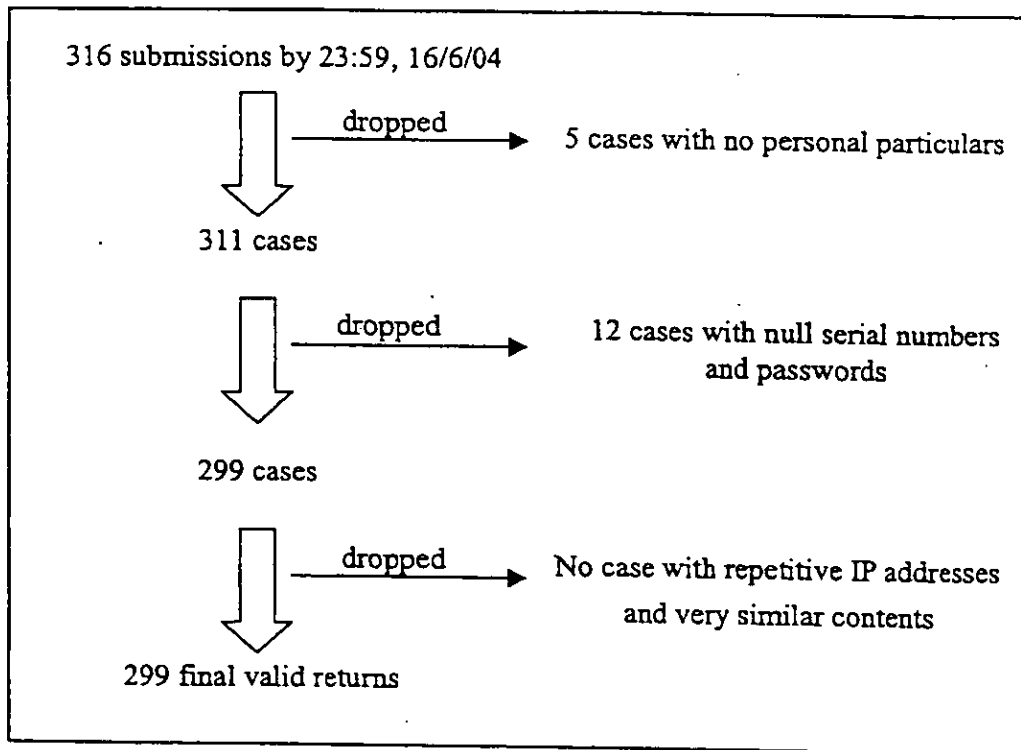 316 submissions by 23:59, 16/6/04
dropped
5 cases with no personal particulars
311 cases
dropped
12 cases with null serial numbers
and passwords
299 cases
dropped
No case with repetitive IP addresses
and very similar contents
299 final valid returns